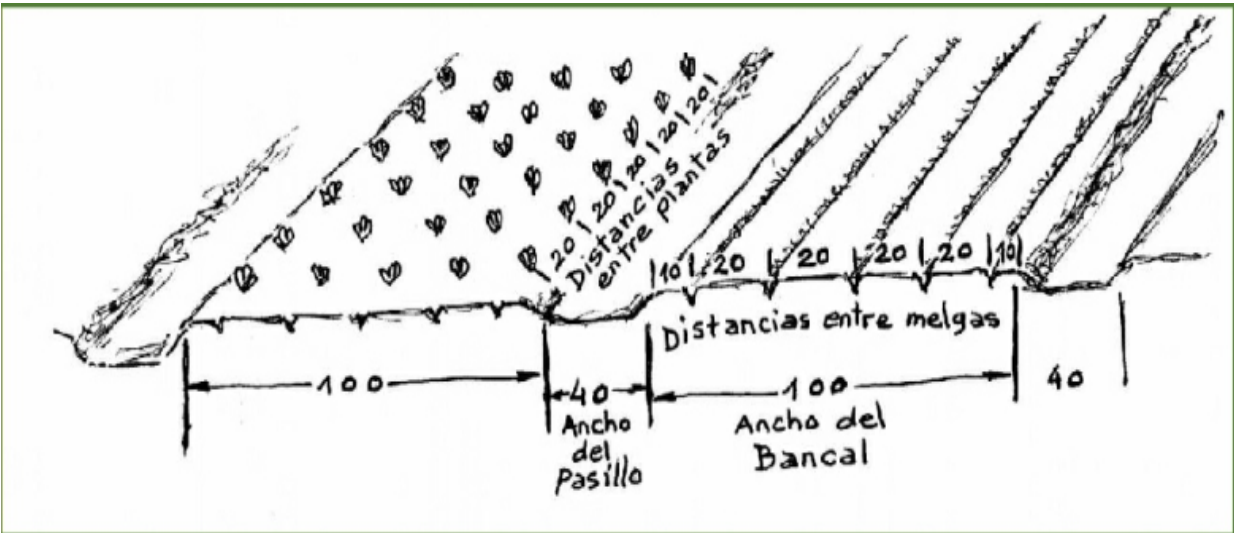 20|20|20|20|20|
Distancias
entre plantas
|10|20|20|20|20|10|
Distancias entre melgas
100
40
Ancho
del
Pasillo
100
Ancho del
Bancal
40